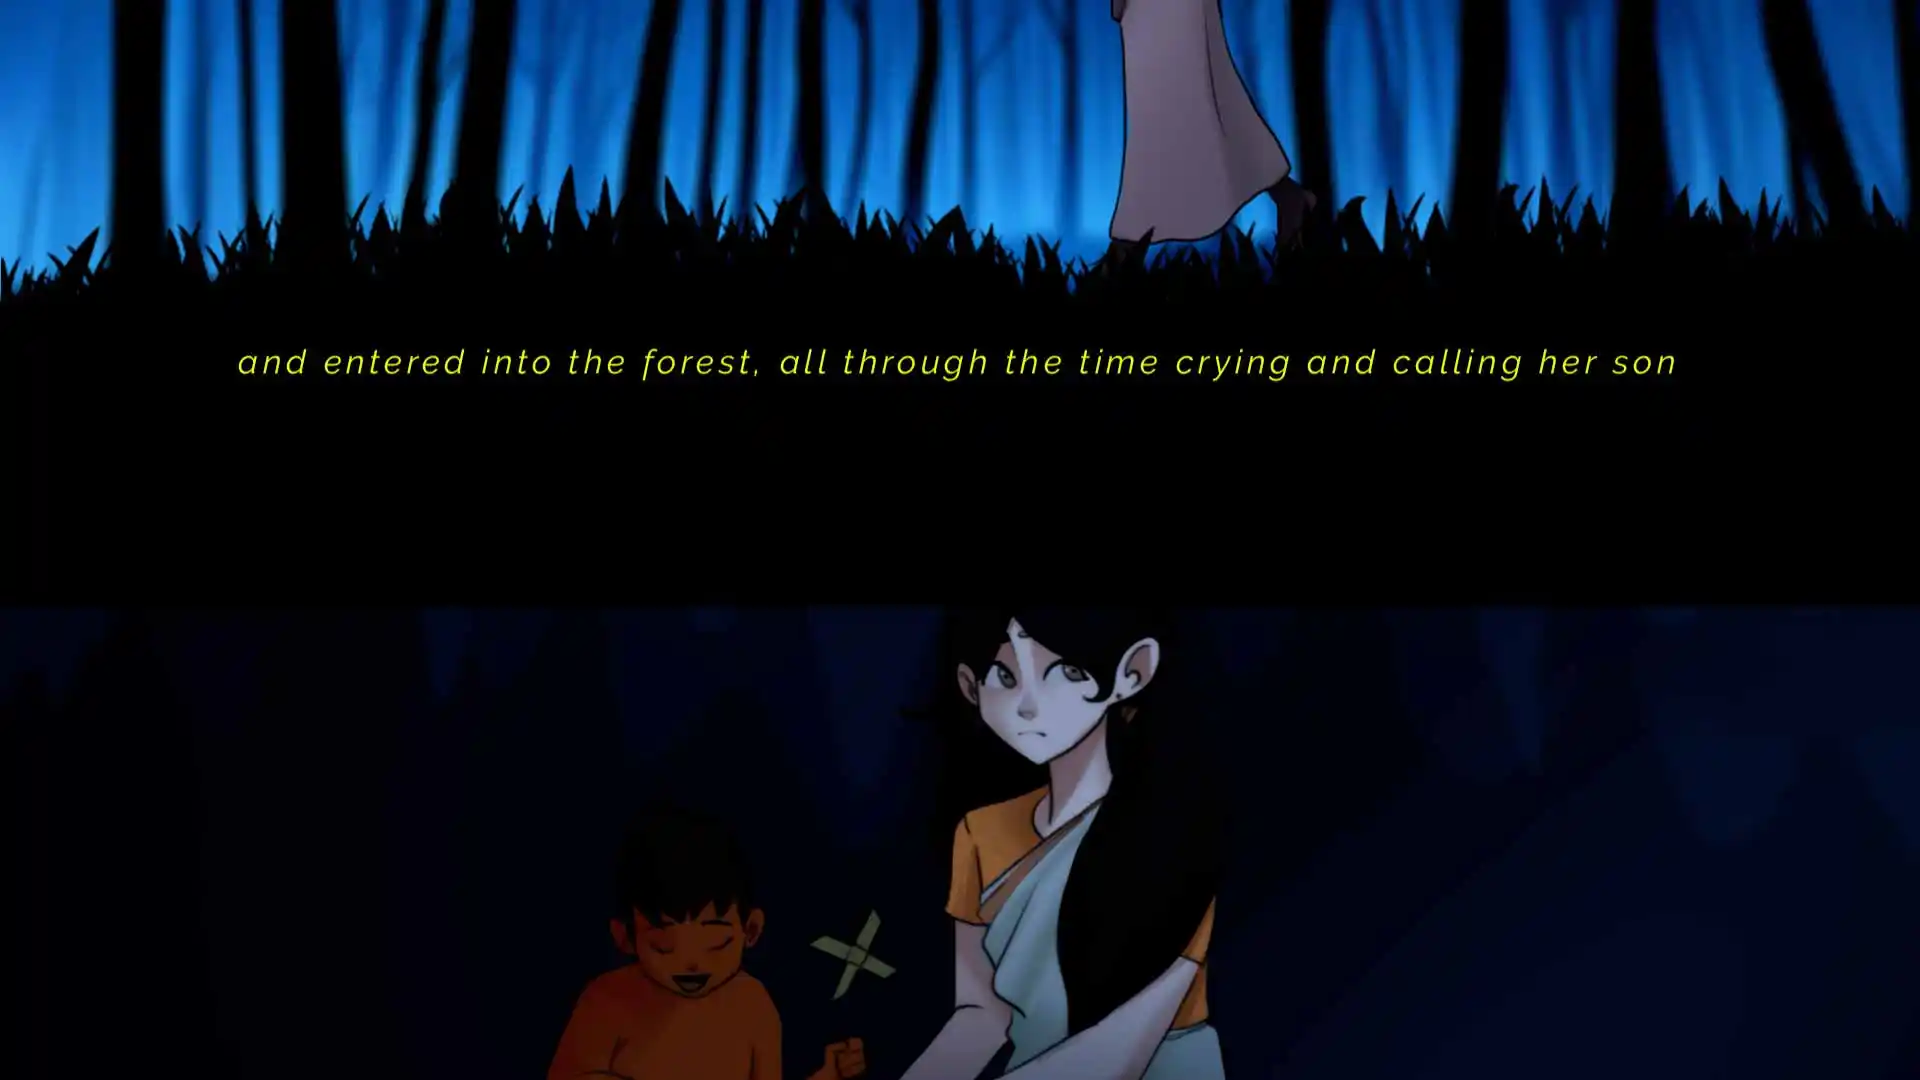 and entered into the forest, all through the time crying and calling her son